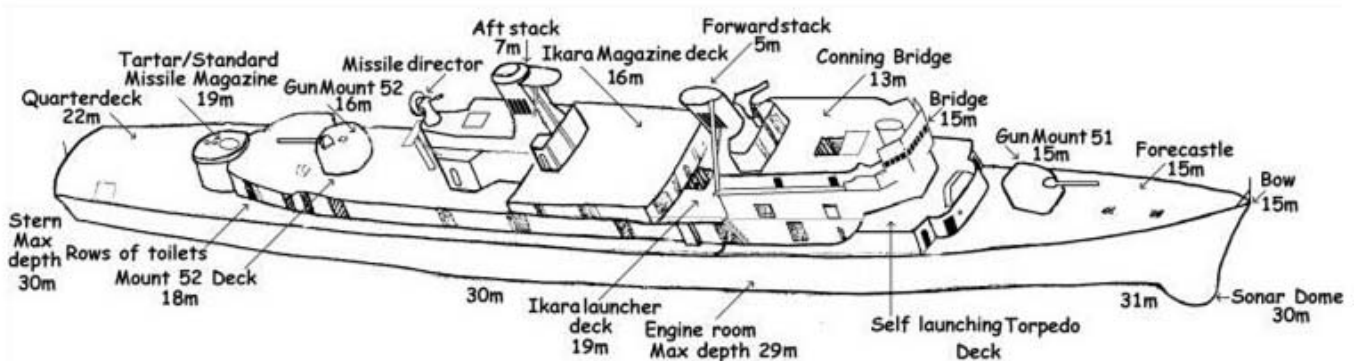 Aft stack
7m
Forward stack
5m
Tartar/Standard
Missile Magazine
19m
Missile director
Ikara Magazine deck
16m
Conning Bridge
13m
Quarterdeck
22m
Gun Mount 52
16m
Bridge
15m
Gun Mount 51
15m
Forecastle
15m
Bow
15m
Stern
Max
depth
30m
Rows of toilets
Mount 52 Deck
18m
30m
Ikara launcher
deck
19m
Engine room
Max depth 29m
Self launching Torpedo
Deck
31m
Sonar Dome
30m